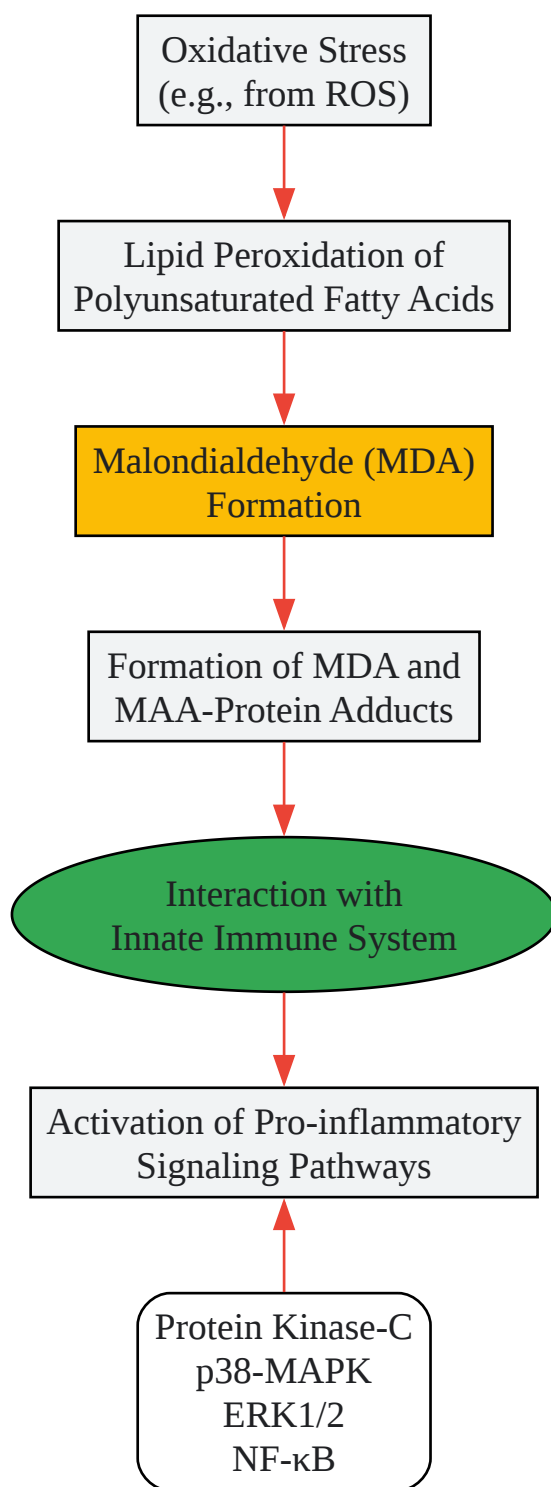 Oxidative Stress
(e.g., from ROS)
Lipid Peroxidation of
Polyunsaturated Fatty Acids
Malondialdehyde (MDA)
Formation
Formation of MDA and
MAA-Protein Adducts
Interaction with
Innate Immune System
Activation of Pro-inflammatory
Signaling Pathways
Protein Kinase-C
p38-MAPK
ERK1/2
NF-κB